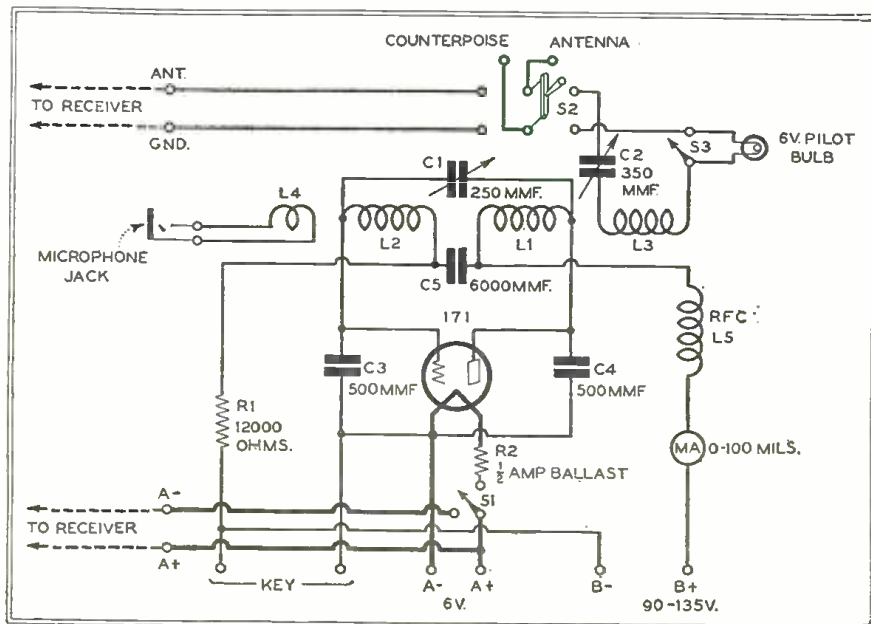 COUNTERPOISE
ANTENNA
ANT.
TO RECEIVER
GND.
S2
S3
6V. PILOT
BULB
C1
250 MMF.
C2
350
MMF.
L4
L2
L1
L3
MICROPHONE
JACK
C5
6000MMF.
171
RFC
L5
C3
500MMF
C4
500MMF
R1
12000
OHMS.
R2
½ AMP BALLAST
MA
0-100 MILS.
A-
S1
TO RECEIVER
A+
KEY
A-
A+
6V.
B-
B+
90-135V.